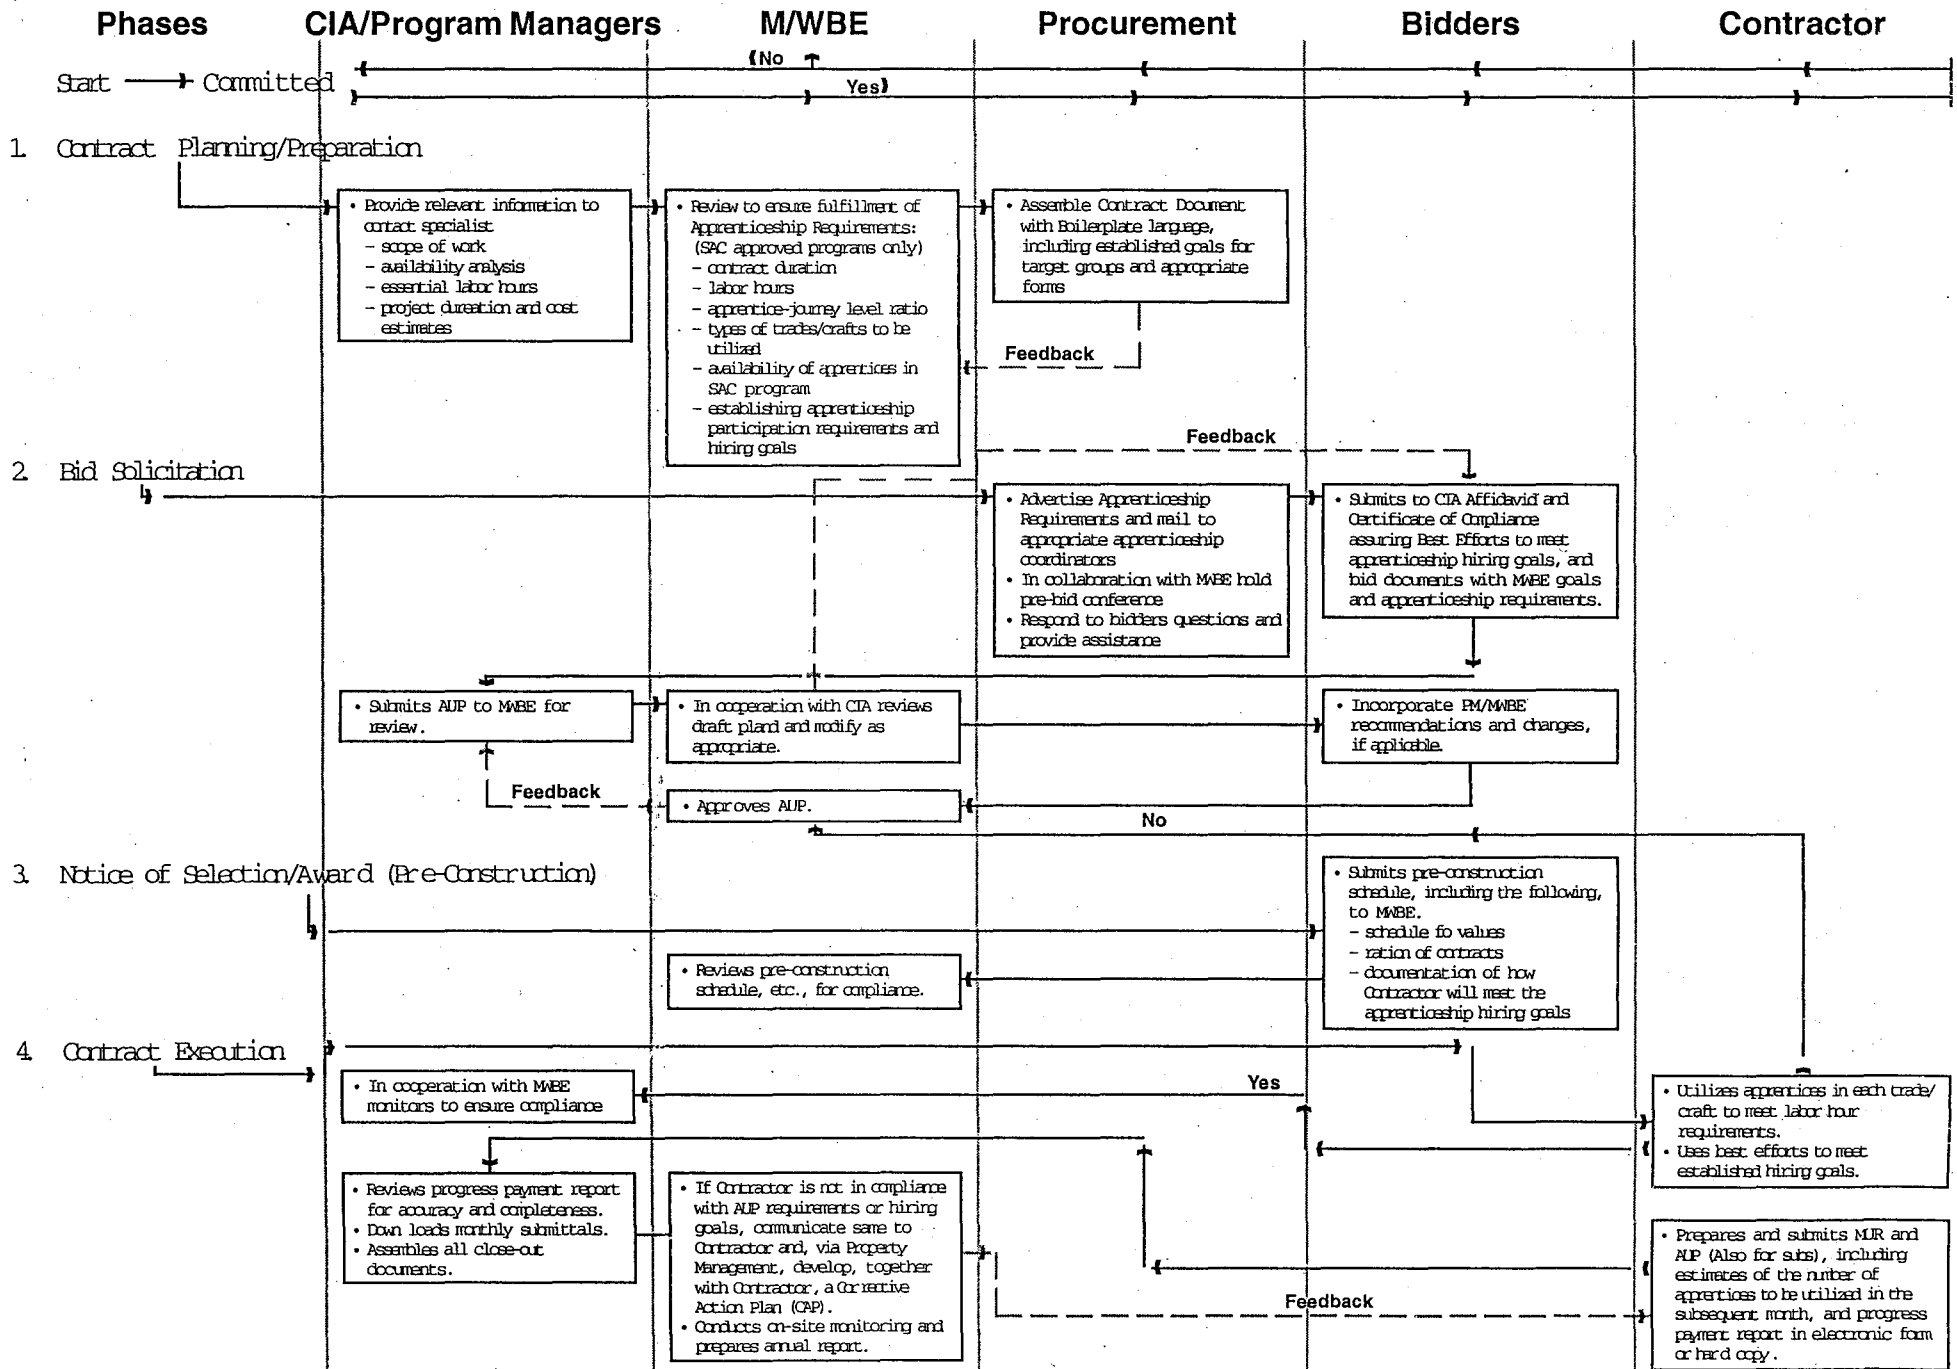 Phases CIA/Program Managers M/WBE Procurement Bidders Contractor
No
Start Committed
Yes
1. Contract Planning/Preparation
• Provide relevant information to
contact specialist
– scope of work
– availability analysis
– essential labor hours
– project dureation and cost
estimates
• Review to ensure fulfillment of
Apprenticeship Requirements:
(SAC approved programs only)
– contract duration
– labor hours
– apprentice-journey level ratio
– types of trades/crafts to be
utilized
– availability of apprentices in
SAC program
– establishing apprenticeship
participation requirements and
hiring goals
• Assemble Contract Document
with Boilerplate language,
including established goals for
target groups and appropriate
forms
Feedback
Feedback
2. Bid Solicitation
• Advertise Apprenticeship
Requirements and mail to
appropriate apprenticeship
coordinators
• In collaboration with MWBE hold
pre-bid conference
• Respond to bidders questions and
provide assistance
• Submits to CTA Affidavid and
Certificate of Compliance
assuring Best Efforts to meet
apprenticeship hiring goals, and
bid documents with MWBE goals
and apprenticeship requirements.
• Submits AUP to MWBE for
review.
• In cooperation with CTA reviews
draft pland and modify as
appropriate.
• Incorporate PM/MWBE
recommendations and changes,
if applicable.
Feedback
• Approves AUP.
No
3. Notice of Selection/Award (Pre-Construction)
• Submits pre-construction
schedule, including the following,
to MWBE.
– schedule fo values
– ration of contracts
– documentation of how
Contractor will meet the
apprenticeship hiring goals
• Reviews pre-construction
schedule, etc., for compliance.
4. Contract Execution
• In cooperation with MWBE
monitors to ensure compliance
Yes
• Utilizes apprentices in each trade/
craft to meet labor hour
requirements.
• Uses best efforts to meet
established hiring goals.
• Reviews progress payment report
for accuracy and completeness.
• Down loads monthly submittals.
• Assembles all close-out
documents.
• If Contractor is not in compliance
with AUP requirements or hiring
goals, communicate same to
Contractor and, via Property
Management, develop, together
with Contractor, a Corrective
Action Plan (CAP).
• Conducts on-site monitoring and
prepares annual report.
Feedback
• Prepares and submits MUR and
AUP (Also for subs), including
estimates of the number of
apprentices to be utilized in the
subsequent month, and progress
payment report in electronic form
or hard copy.